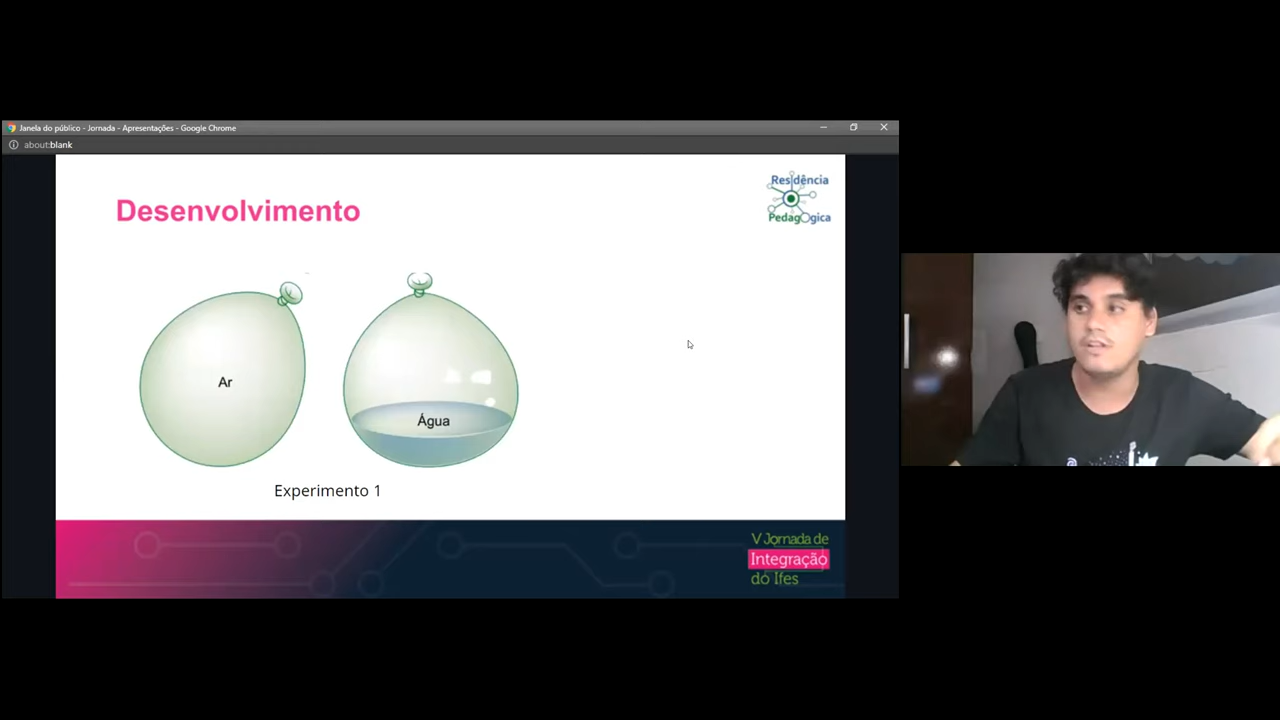 Janela do público - Jornada - Apresentações - Google Chrome
about:blank
Residência
Pedagógica
Desenvolvimento
Ar
Água
Experimento 1
V Jornada de
Integração
do Ifes